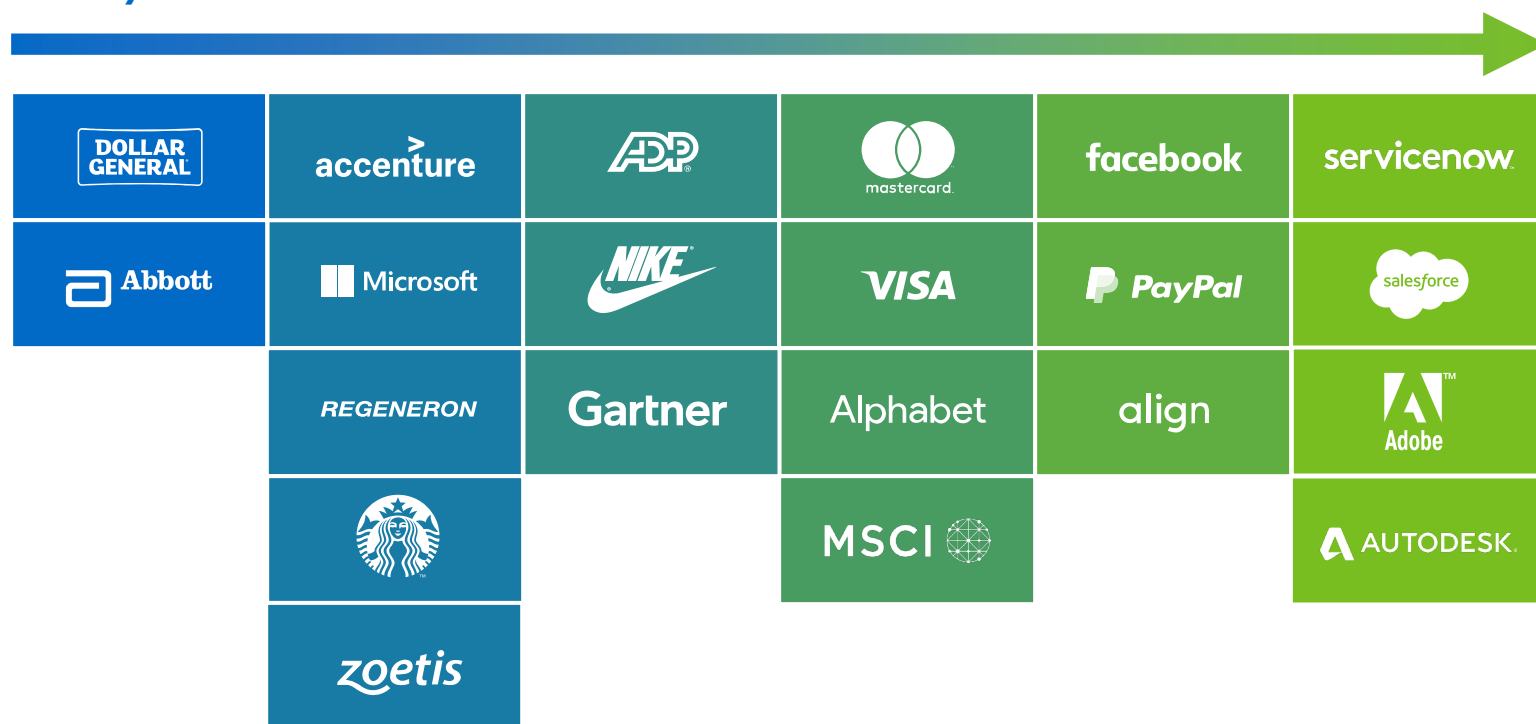 DOLLAR
GENERAL
accenture
ADP
mastercard.
facebook
servicenow
Abbott
Microsoft
NIKE
VISA
PayPal
salesforce
REGENERON
Gartner
Alphabet
align
Adobe
MSCI
AUTODESK
zoetis